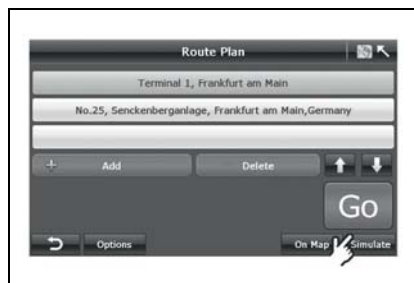 Route Plan
Terminal 1, Frankfurt am Main
No.25, Senckenberganlage, Frankfurt am Main,Germany
Add Delete
Go
Options On Map Simulate